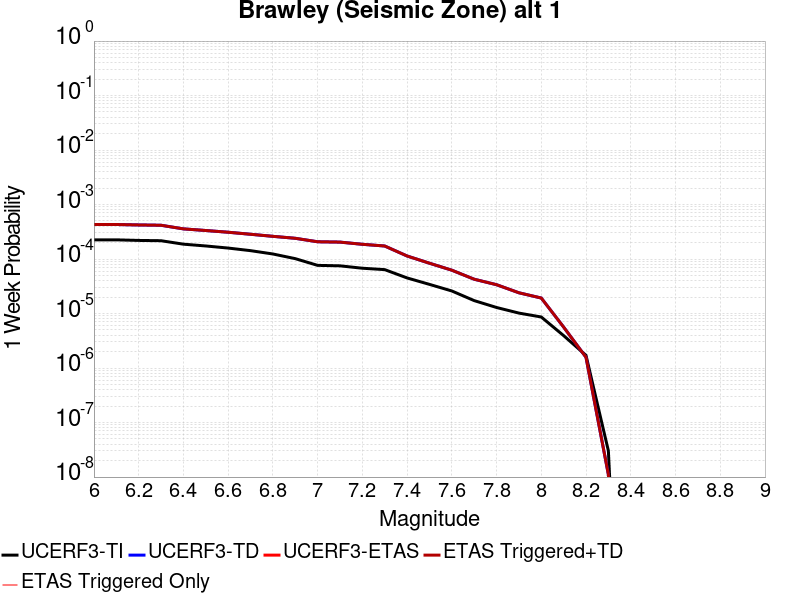 Brawley (Seismic Zone) alt 1
10^0
10^-1
10^-2
10^-3
10^-4
10^-5
10^-6
10^-7
10^-8
1 Week Probability
6 6.2 6.4 6.6 6.8 7 7.2 7.4 7.6 7.8 8 8.2 8.4 8.6 8.8 9
Magnitude
UCERF3-TI UCERF3-TD UCERF3-ETAS ETAS Triggered+TD
ETAS Triggered Only